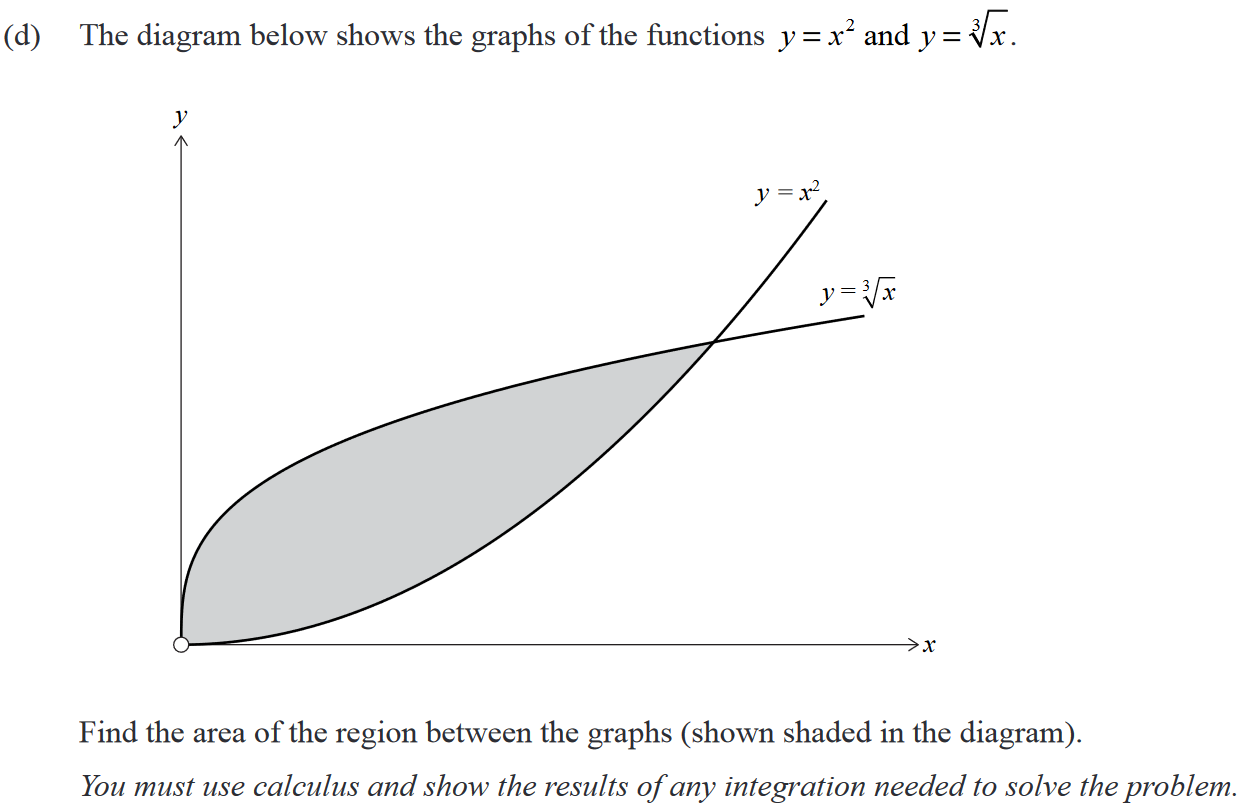 (d) The diagram below shows the graphs of the functions y = x² and y = ∛x.
y
y = x²
y = ∛x
x
Find the area of the region between the graphs (shown shaded in the diagram).
You must use calculus and show the results of any integration needed to solve the problem.